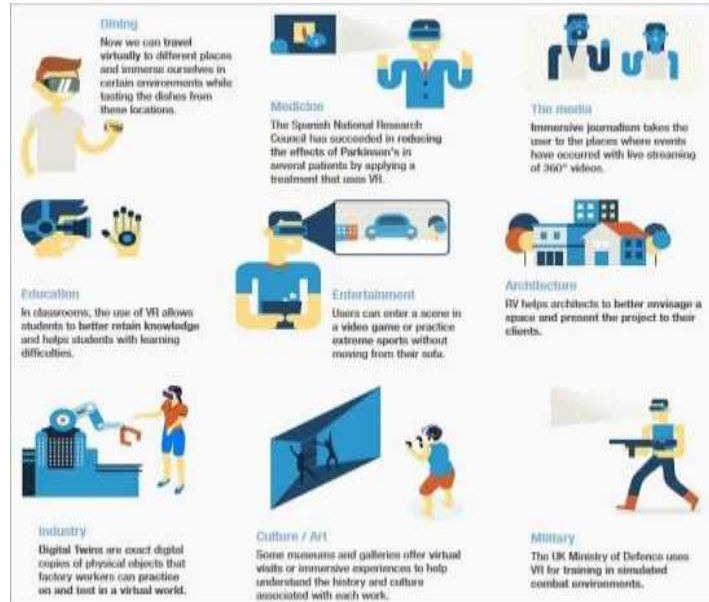 Dining
Now we can travel
virtually to different places
and immerse ourselves in
certain environments while
tasting the dishes from
these locations.
Medicine
The Spanish National Research
Council has succeeded in reducing
the effects of Parkinson's in
several patients by applying a
treatment that uses VR.
The media
Immersive journalism takes the
user to the places where events
have occurred with live streaming
of 360° videos.
Education
In classrooms, the use of VR allows
students to better retain knowledge
and helps students with learning
difficulties.
Entertainment
Users can enter a scene in
a video game or practice
extreme sports without
moving from their sofa.
Architecture
RV helps architects to better envisage a
space and present the project to their
clients.
Industry
Digital Twins are exact digital
copies of physical objects that
factory workers can practice
on and test in a virtual world.
Culture / Art
Some museums and galleries offer virtual
visits or immersive experiences to help
understand the history and culture
associated with each work.
Military
The UK Ministry of Defence uses
VR for training in simulated
combat environments.